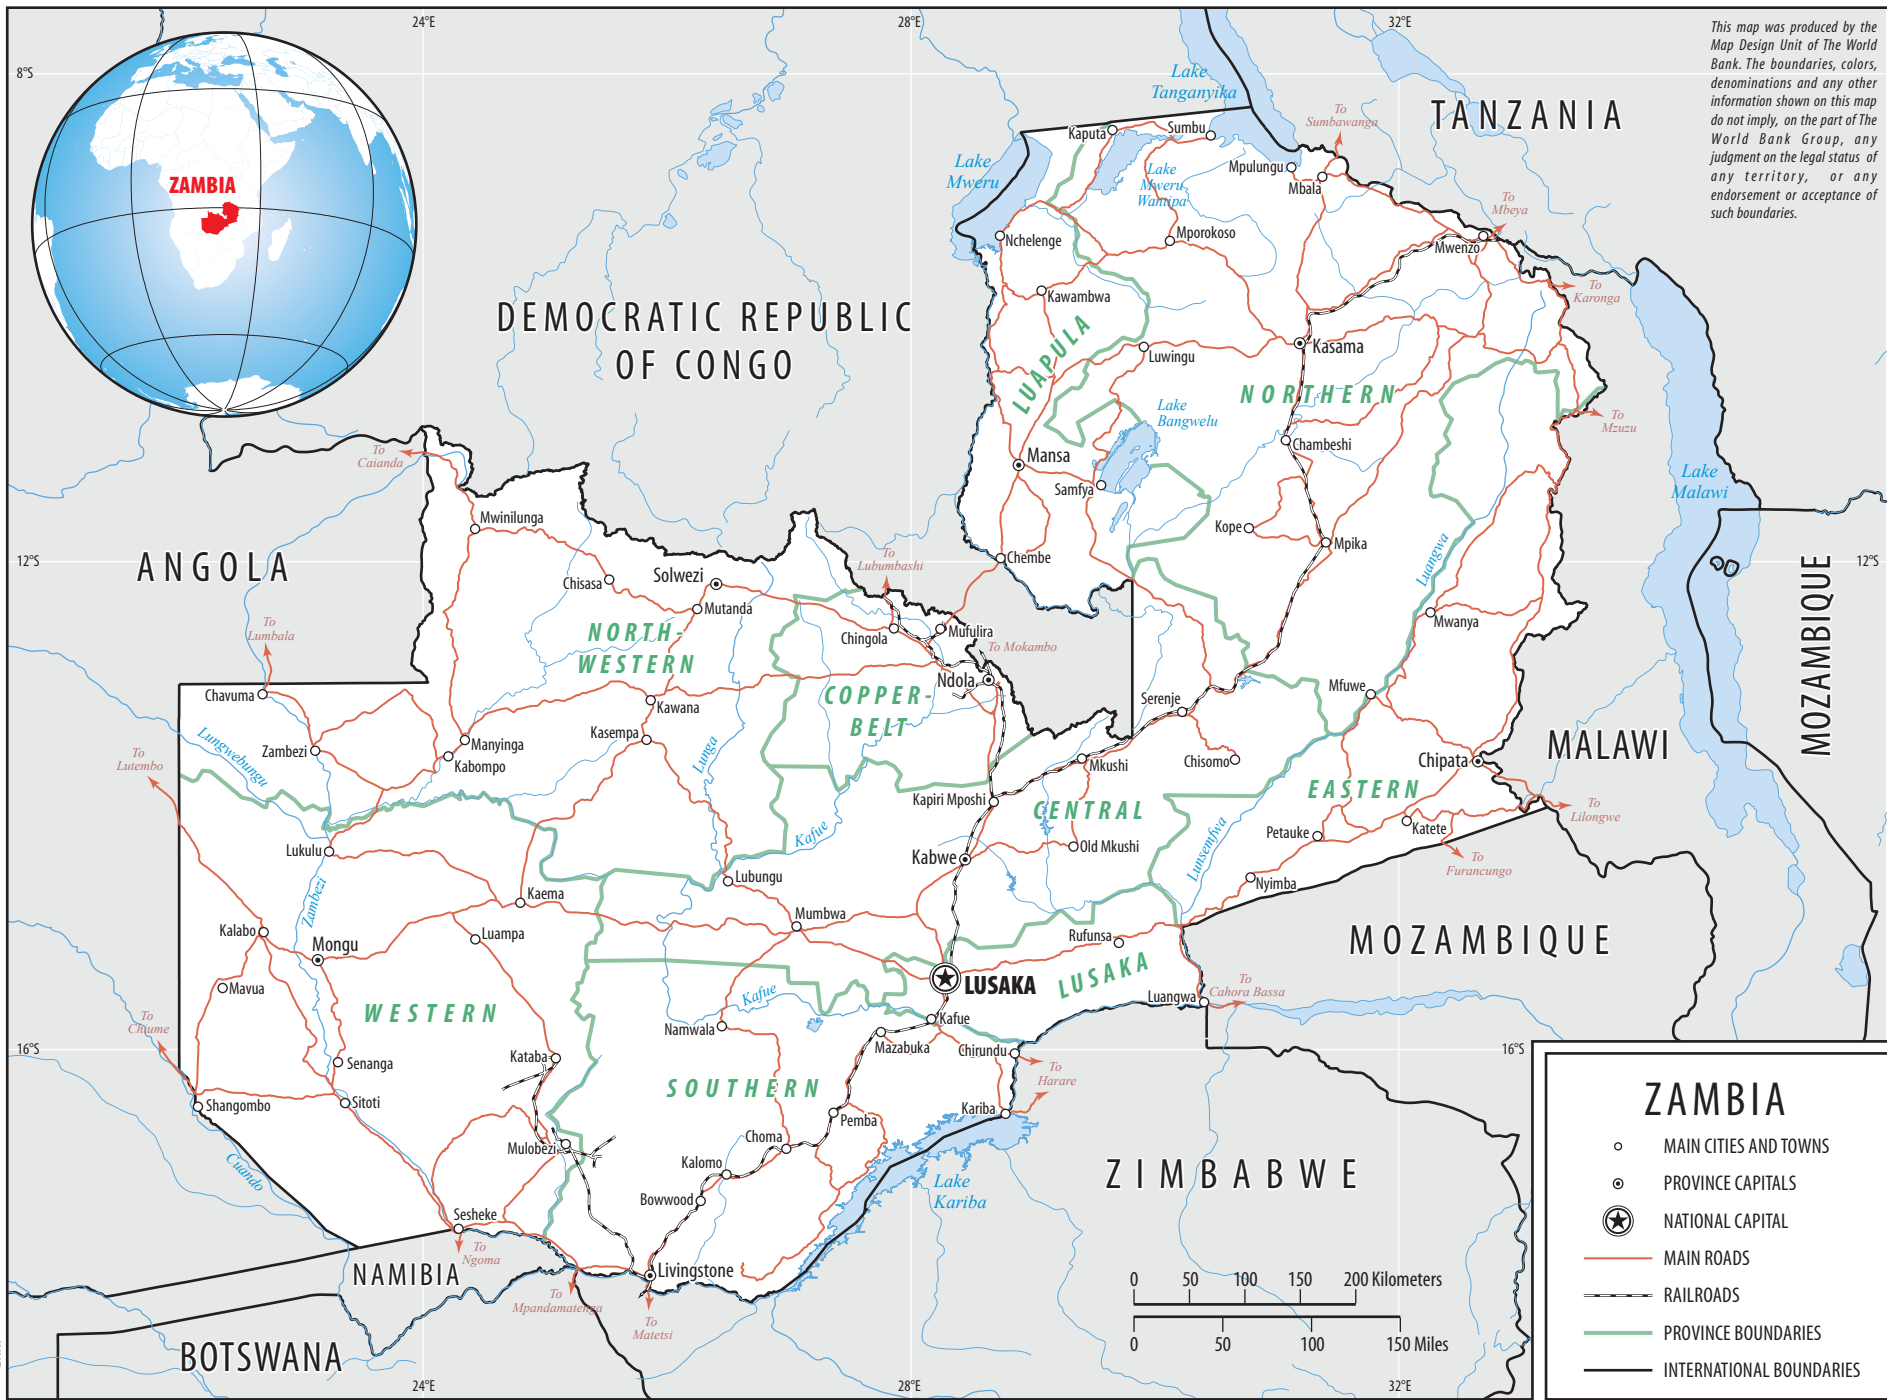 24°E
28°E
32°E
This map was produced by the
Map Design Unit of The World
Bank. The boundaries, colors,
denominations and any other
information shown on this map
do not imply, on the part of The
World Bank Group, any
judgment on the legal status of
any territory, or any
endorsement or acceptance of
such boundaries.
8°S
Lake
Tanganyika
To
Sumbawanga
TANZANIA
Kaputa
Sumbu
Lake
Mweru
Lake
Mweru
Wantipa
Mpulungu
Mbala
ZAMBIA
To
Mbeya
Nchelenge
Mporokoso
Mwenzo
To
Karonga
Kawambwa
DEMOCRATIC REPUBLIC
OF CONGO
LUAPULA
Luwingu
Kasama
NORTHERN
Lake
Bangwelu
To
Mzuzu
To
Caianda
Mansa
Chambeshi
Samfya
Lake
Malawi
Mwinilunga
Kope
Mpika
ANGOLA
To
Lubumbashi
Chembe
Luangwa
12°S
12°S
Chisasa
Solwezi
Mutanda
MOZAMBIQUE
To
Lumbala
NORTH-
WESTERN
Chingola
Mufulira
To Mokambo
Mwanya
Chavuma
COPPER-
BELT
Ndola
Mfuwe
Kawana
Serenje
Lungwebungu
Zambezi
Manyinga
Kabompo
Kasempa
Lunga
MALAWI
To
Lutembo
Mkushi
Chisomo
Chipata
Kapiri Mposhi
CENTRAL
EASTERN
To
Lilongwe
Lukulu
Kafue
Kabwe
Old Mkushi
Lunsemfwa
Petauke
Katete
To
Furancungo
Zambezi
Kaema
Lubungu
Nyimba
Kalabo
Mongu
Luampa
Mumbwa
Rufunsa
MOZAMBIQUE
Mavua
WESTERN
Kafue
LUSAKA
LUSAKA
Luangwa
To
Cahora Bassa
To
Chiume
Namwala
Kafue
Mazabuka
Chirundu
16°S
16°S
Senanga
Kataba
SOUTHERN
To
Harare
Shangombo
Sitoti
Kariba
Pemba
Mulobezi
Choma
Kalomo
Cuando
Bowwood
Lake
Kariba
ZIMBABWE
Sesheke
To
Ngoma
NAMIBIA
Livingstone
To
Mpandamatenga
To
Matetsi
BOTSWANA
0 50 100 150 200 Kilometers
0 50 100 150 Miles
24°E
28°E
32°E
ZAMBIA
MAIN CITIES AND TOWNS
PROVINCE CAPITALS
NATIONAL CAPITAL
MAIN ROADS
RAILROADS
PROVINCE BOUNDARIES
INTERNATIONAL BOUNDARIES